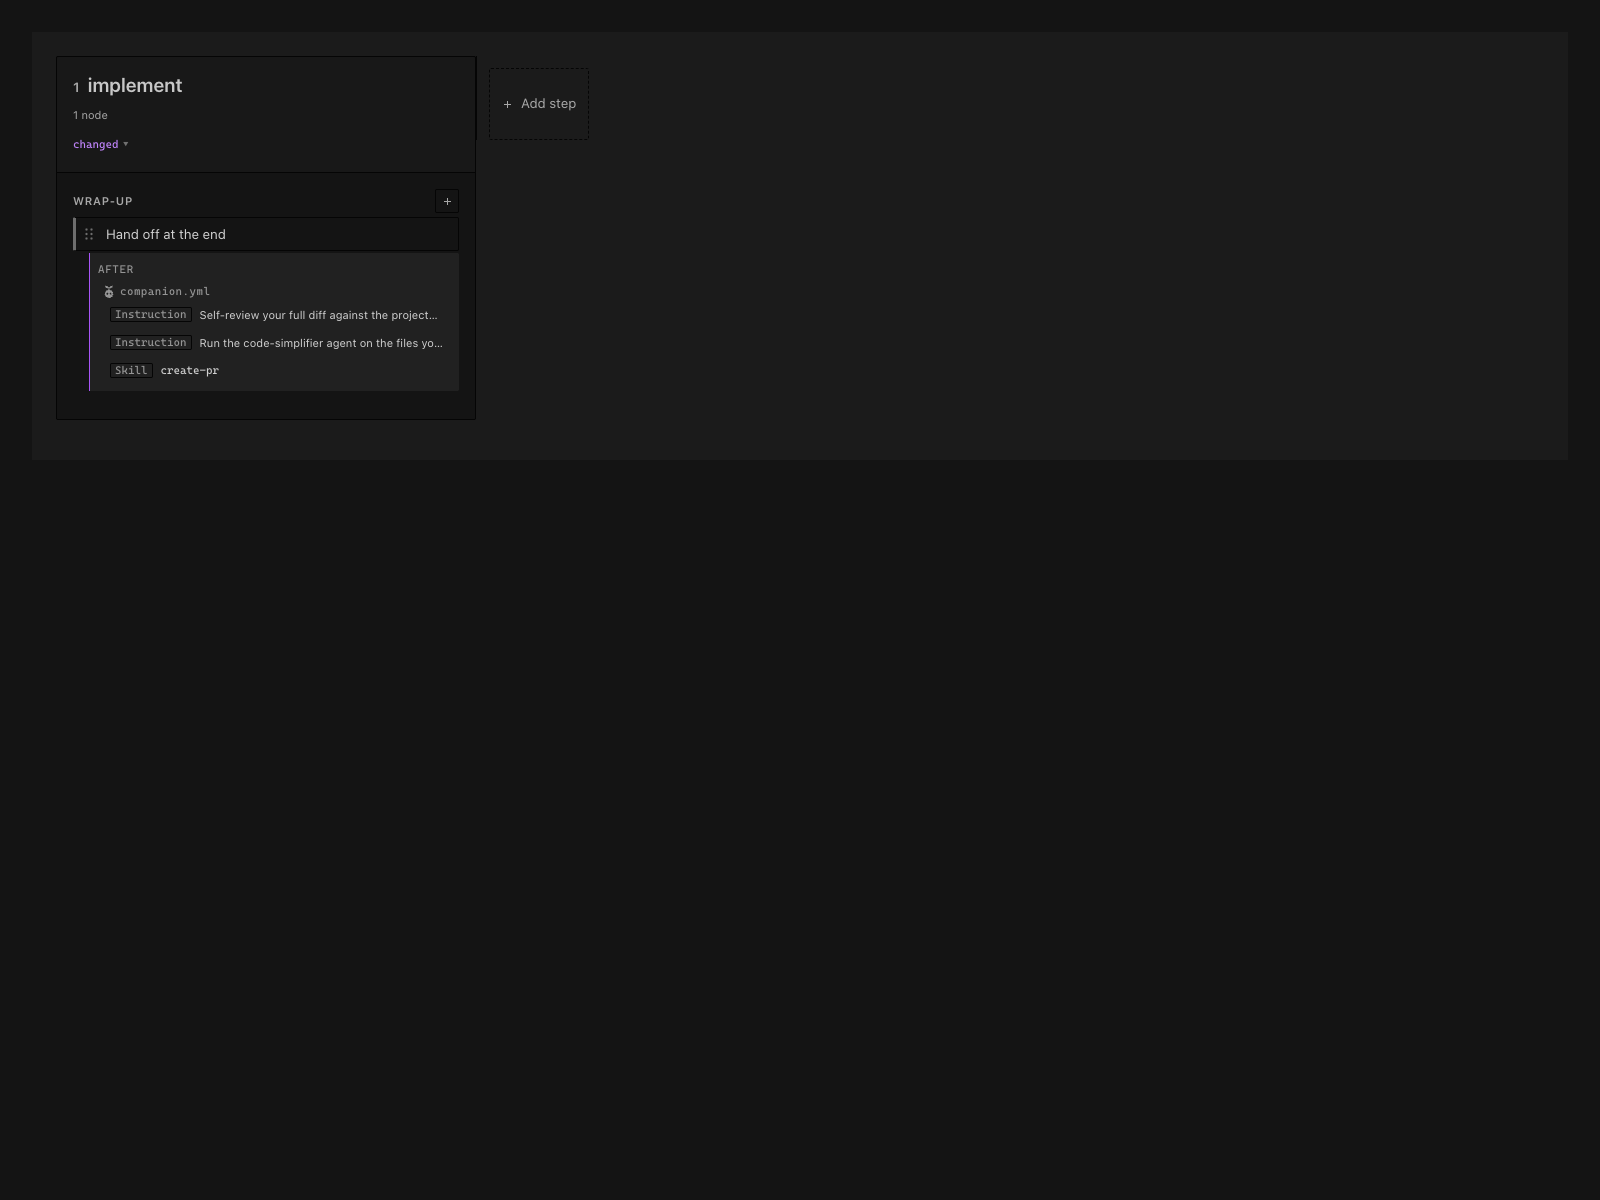 1 implement
1 node
changed ▾
WRAP-UP
+
Hand off at the end
AFTER
companion.yml
Instruction Self-review your full diff against the project...
Instruction Run the code-simplifier agent on the files yo...
Skill create-pr
+ Add step